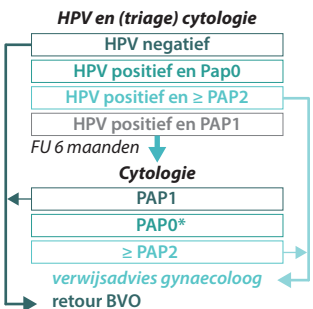 HPV en (triage) cytologie
HPV negatief
HPV positief en Pap0
HPV positief en ≥ PAP2
HPV positief en PAP1
FU 6 maanden
Cytologie
PAP1
PAP0*
≥ PAP2
verwijsadvies gynaecoloog
retour BVO